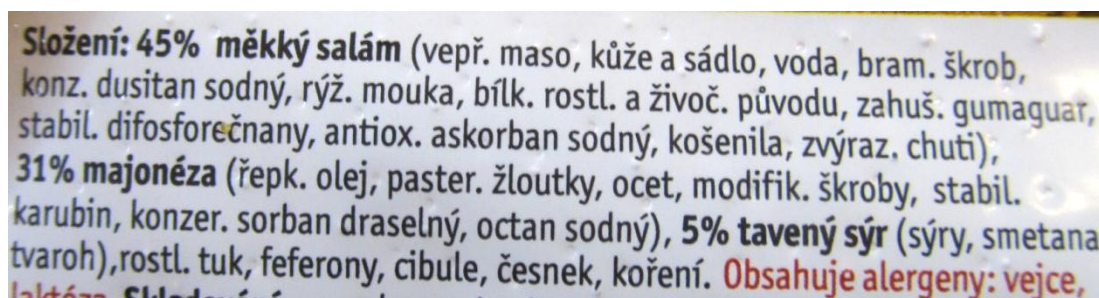 Složení: 45% měkký salám (vepř. maso, kůže a sádlo, voda, bram. škrob,
konz. dusitan sodný, rýž. mouka, bílk. rostl. a živoč. původu, zahuš. gumaguar,
stabil. difosforečnany, antiox. askorban sodný, košenila, zvýraz. chuti),
31% majonéza (řepk. olej, paster. žloutky, ocet, modifik. škroby, stabil.
karubin, konzer. sorban draselný, octan sodný), 5% tavený sýr (sýry, smetana
tvaroh),rostl. tuk, feferony, cibule, česnek, koření. Obsahuje alergeny: vejce,